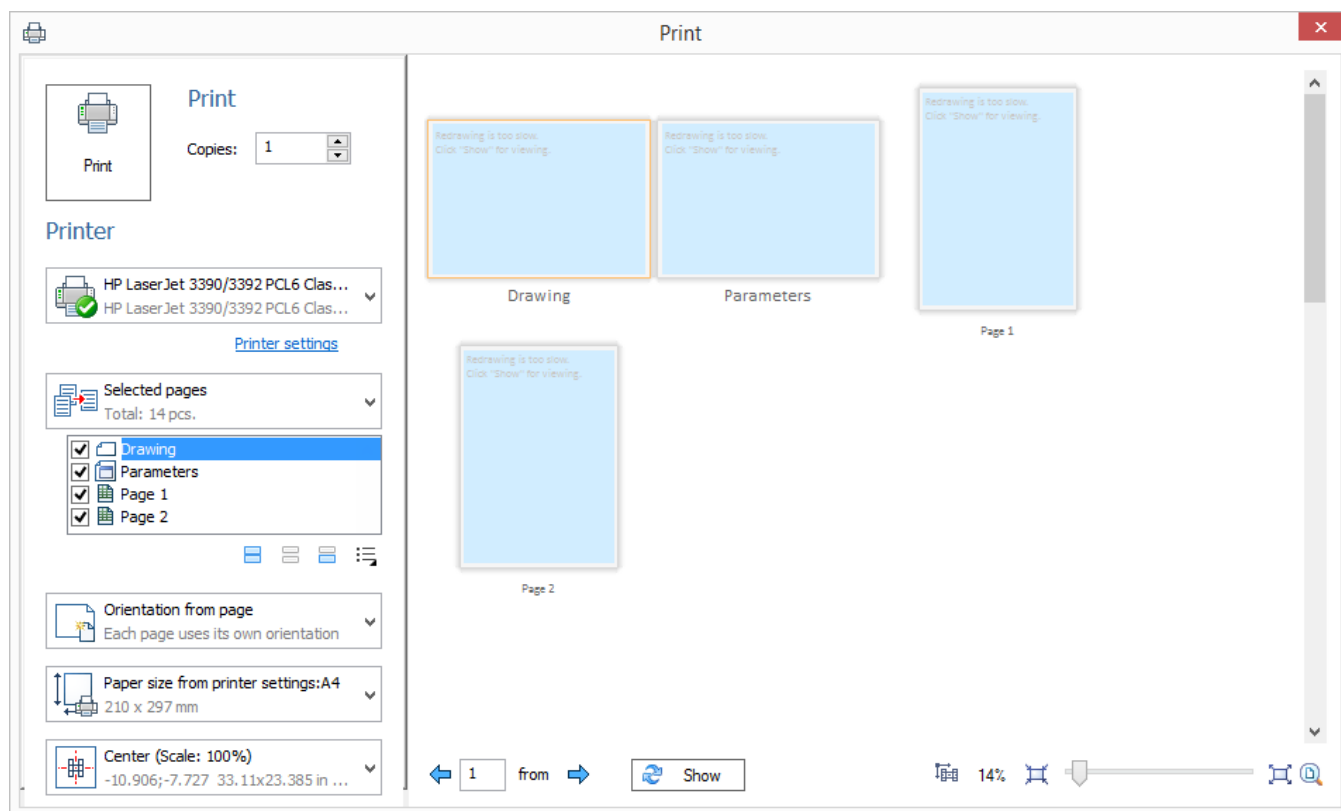 Print
Print
Copies:
1
Print
Printer
HP LaserJet 3390/3392 PCL6 Clas...
HP LaserJet 3390/3392 PCL6 Clas...
Printer settings
Selected pages
Total: 14 pcs.
Drawing
Parameters
Page 1
Page 2
Orientation from page
Each page uses its own orientation
Paper size from printer settings:A4
210 x 297 mm
Center (Scale: 100%)
-10.906;-7.727 33.11x23.385 in ...
Redrawing is too slow.
Click "Show" for viewing.
Drawing
Redrawing is too slow.
Click "Show" for viewing.
Parameters
Redrawing is too slow.
Click "Show" for viewing.
Page 1
Redrawing is too slow.
Click "Show" for viewing.
Page 2
1 from
Show
14%